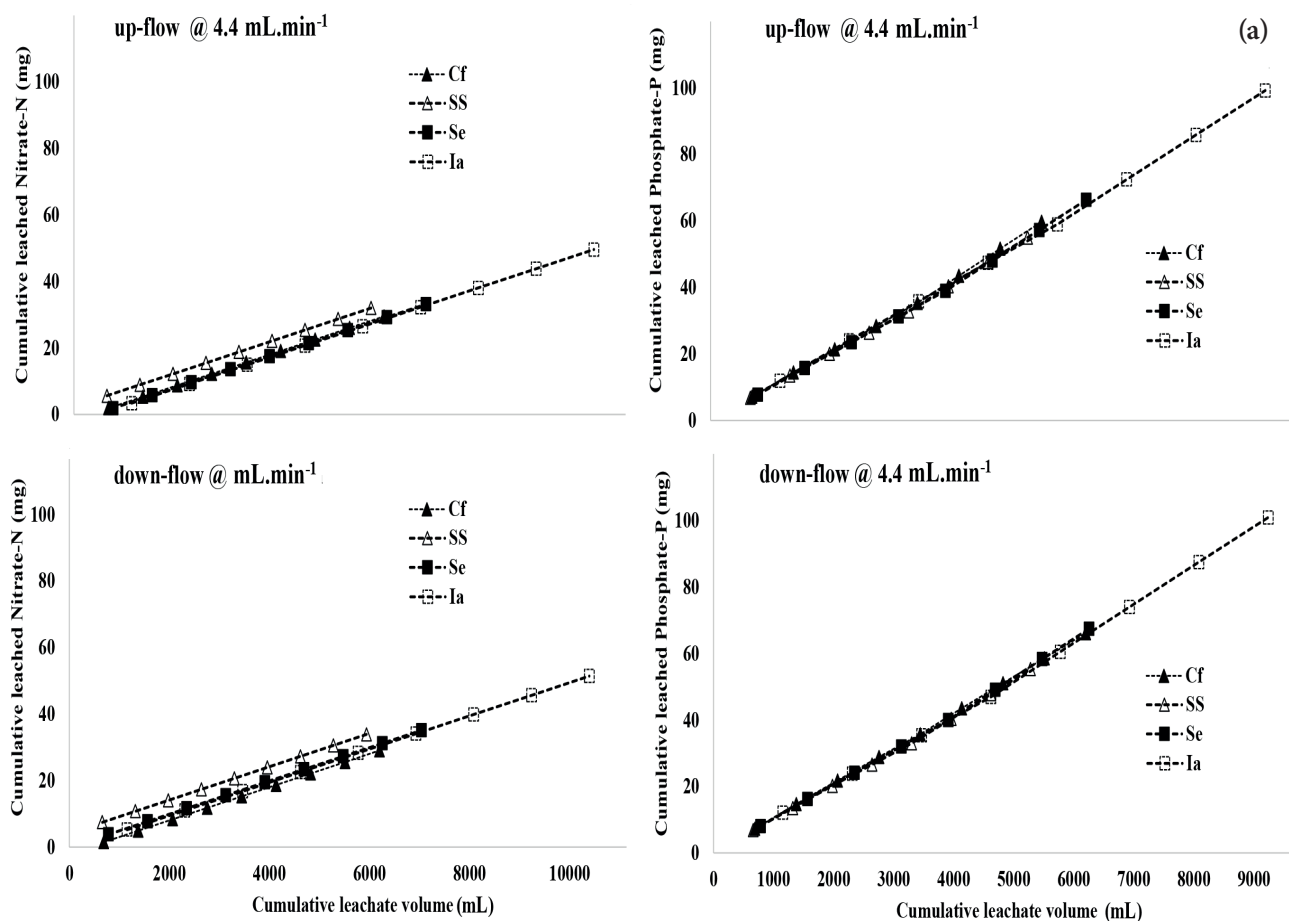 up-flow @ 4.4 mL.min-1
Cumulative leached Nitrate-N (mg)
100
80
60
40
20
0
Cf
SS
Se
Ia
up-flow @ 4.4 mL.min-1
(a)
Cumulative leached Phosphate-P (mg)
100
80
60
40
20
0
Cf
SS
Se
Ia
down-flow @ mL.min-1
Cumulative leached Nitrate-N (mg)
100
80
60
40
20
0
Cf
SS
Se
Ia
0 2000 4000 6000 8000 10000
Cumulative leachate volume (mL)
down-flow @ 4.4 mL.min-1
Cumulative leached Phosphate-P (mg)
100
80
60
40
20
0
Cf
SS
Se
Ia
0 1000 2000 3000 4000 5000 6000 7000 8000 9000
Cumulative leachate volume (mL)